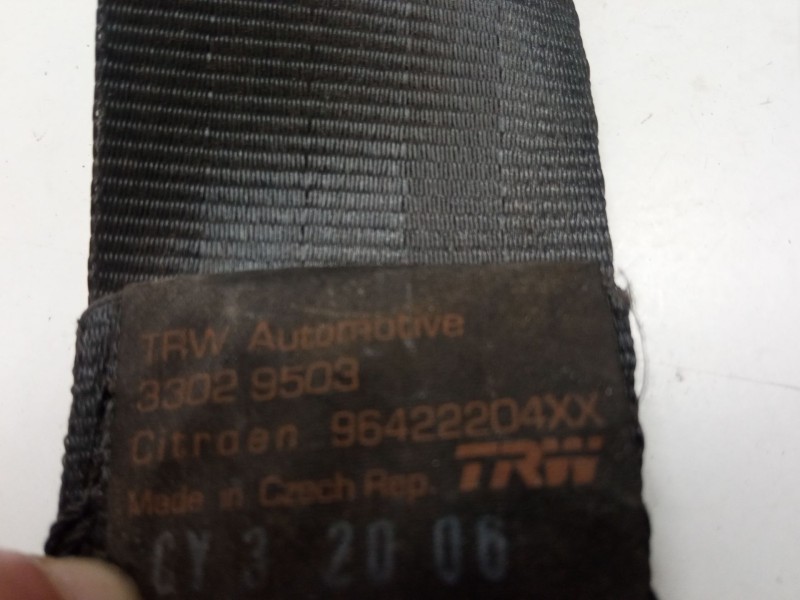 TRW Automotive
3302 9503
Citroen 96422204XX
Made in Czech Rep. TRW
CY 3 20 06